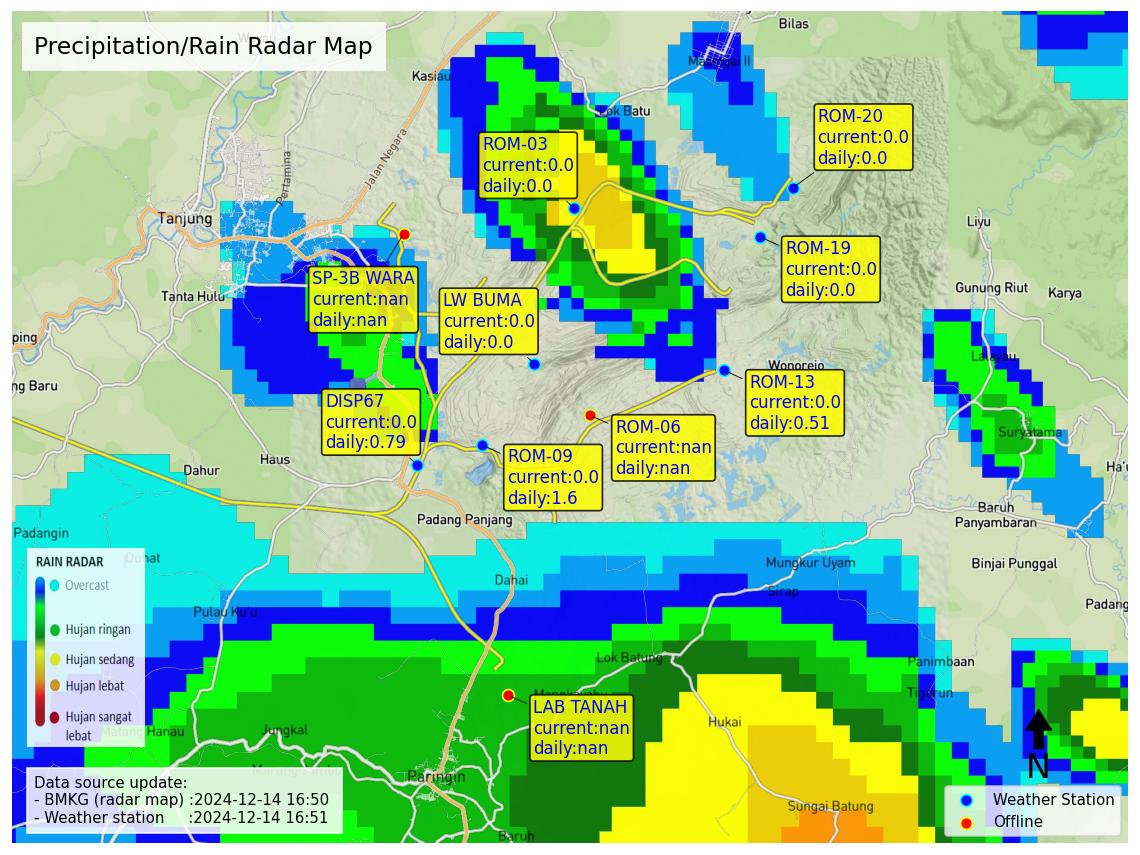 Precipitation/Rain Radar Map
Bilas
Kasiau
Lok Batu
ROM-20
current:0.0
daily:0.0
ROM-03
current:0.0
daily:0.0
Jalan Negara
Pertamina
Tanjung
Liyu
ROM-19
current:0.0
daily:0.0
SP-3B WARA
current:nan
daily:nan
LW BUMA
current:0.0
daily:0.0
Tanta Hulu
Gunung Riut
Karya
ping
Wonorejo
Lalayau
ng Baru
ROM-13
current:0.0
daily:0.51
DISP67
current:0.0
daily:0.79
ROM-06
current:nan
daily:nan
Suryatama
ROM-09
current:0.0
daily:1.6
Haus
Dahur
Ha'u
Baruh
Panyambaran
Padang Panjang
Padangin
Binjai Punggal
Mungkur Uyam
Dahai
Sirap
Pulau Ku'u
Padang
RAIN RADAR
Overcast
Hujan ringan
Hujan sedang
Hujan lebat
Hujan sangat
lebat
Lok Batung
Panimbaan
Tigarun
LAB TANAH
current:nan
daily:nan
Hukai
Matang Hanau
Jungkal
Paringin
Sungai Batung
Baruh
N
Data source update:
- BMKG (radar map) :2024-12-14 16:50
- Weather station :2024-12-14 16:51
Weather Station
Offline